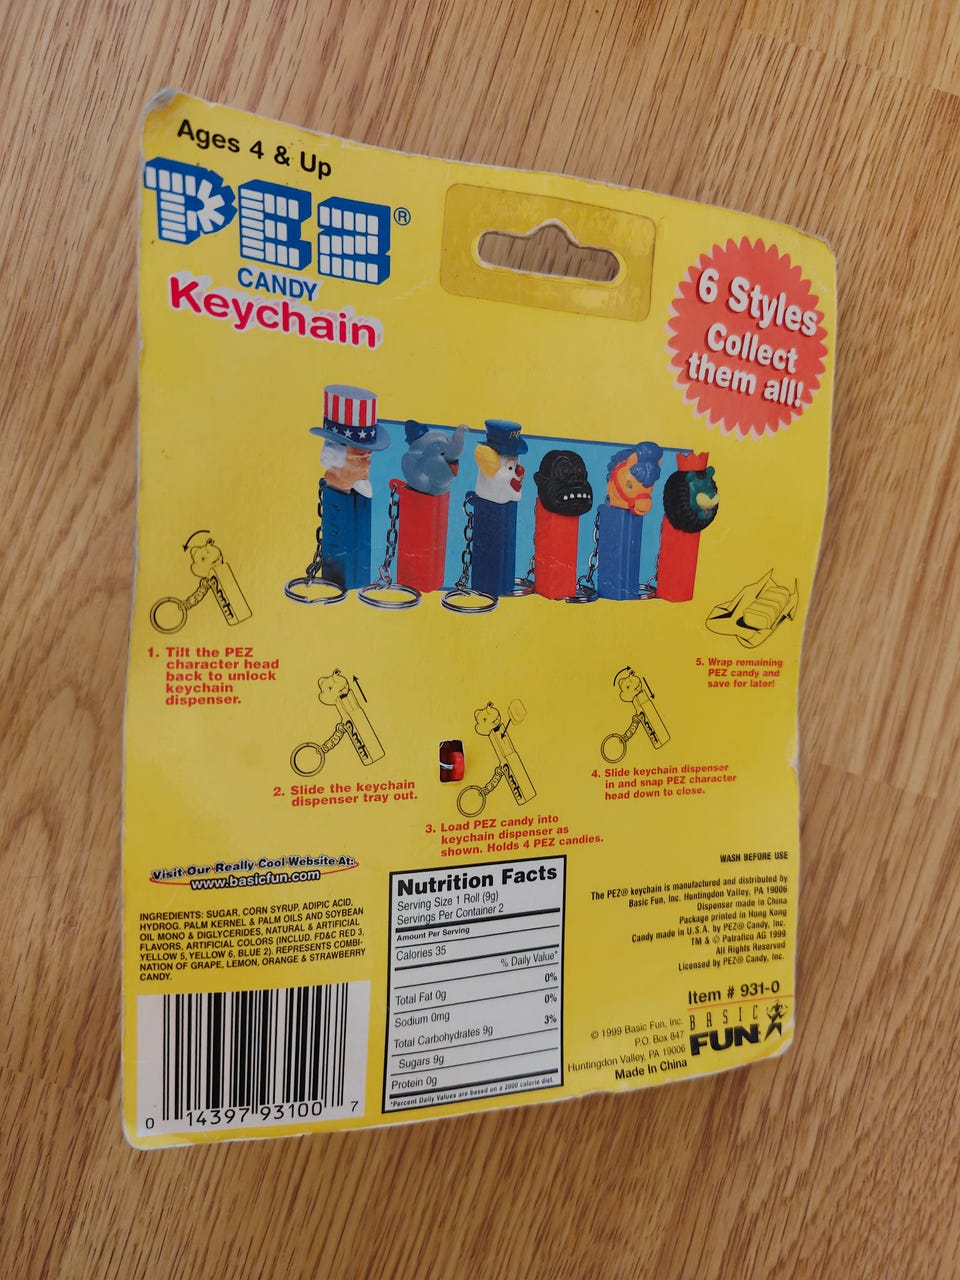 Ages 4 & Up
PEZ®
CANDY
Keychain
6 Styles
Collect
them all!
1. Tilt the PEZ
character head
back to unlock
keychain
dispenser.
2. Slide the keychain
dispenser tray out.
3. Load PEZ candy into
keychain dispenser as
shown. Holds 4 PEZ candies.
4. Slide keychain dispenser
in and snap PEZ character
head down to close.
5. Wrap remaining
PEZ candy and
save for later!
Visit Our Really Cool Website At:
www.basicfun.com
INGREDIENTS: SUGAR, CORN SYRUP, ADIPIC ACID,
HYDROG. PALM KERNEL & PALM OILS AND SOYBEAN
OIL MONO & DIGLYCERIDES, NATURAL & ARTIFICIAL
FLAVORS, ARTIFICIAL COLORS (INCLUD. FD&C RED 3,
YELLOW 5, YELLOW 6, BLUE 2). REPRESENTS COMBI-
NATION OF GRAPE, LEMON, ORANGE & STRAWBERRY
CANDY.
0 14397 93100 7
Nutrition Facts
Serving Size 1 Roll (9g)
Servings Per Container 2
Amount Per Serving
Calories 35
% Daily Value*
Total Fat 0g 0%
Sodium 0mg 0%
Total Carbohydrates 9g 3%
Sugars 9g
Protein 0g
*Percent Daily Values are based on a 2000 calorie diet.
WASH BEFORE USE
The PEZ® keychain is manufactured and distributed by
Basic Fun, Inc. Huntingdon Valley, PA 19006
Dispenser made in China
Package printed in Hong Kong
Candy made in U.S.A. by PEZ® Candy, Inc.
TM & © Patrafico AG 1999
All Rights Reserved
Licensed by PEZ® Candy, Inc.
Item # 931-0
© 1999 Basic Fun, Inc.
P.O. Box 847
Huntingdon Valley, PA 19006
Made In China
BASIC
FUN